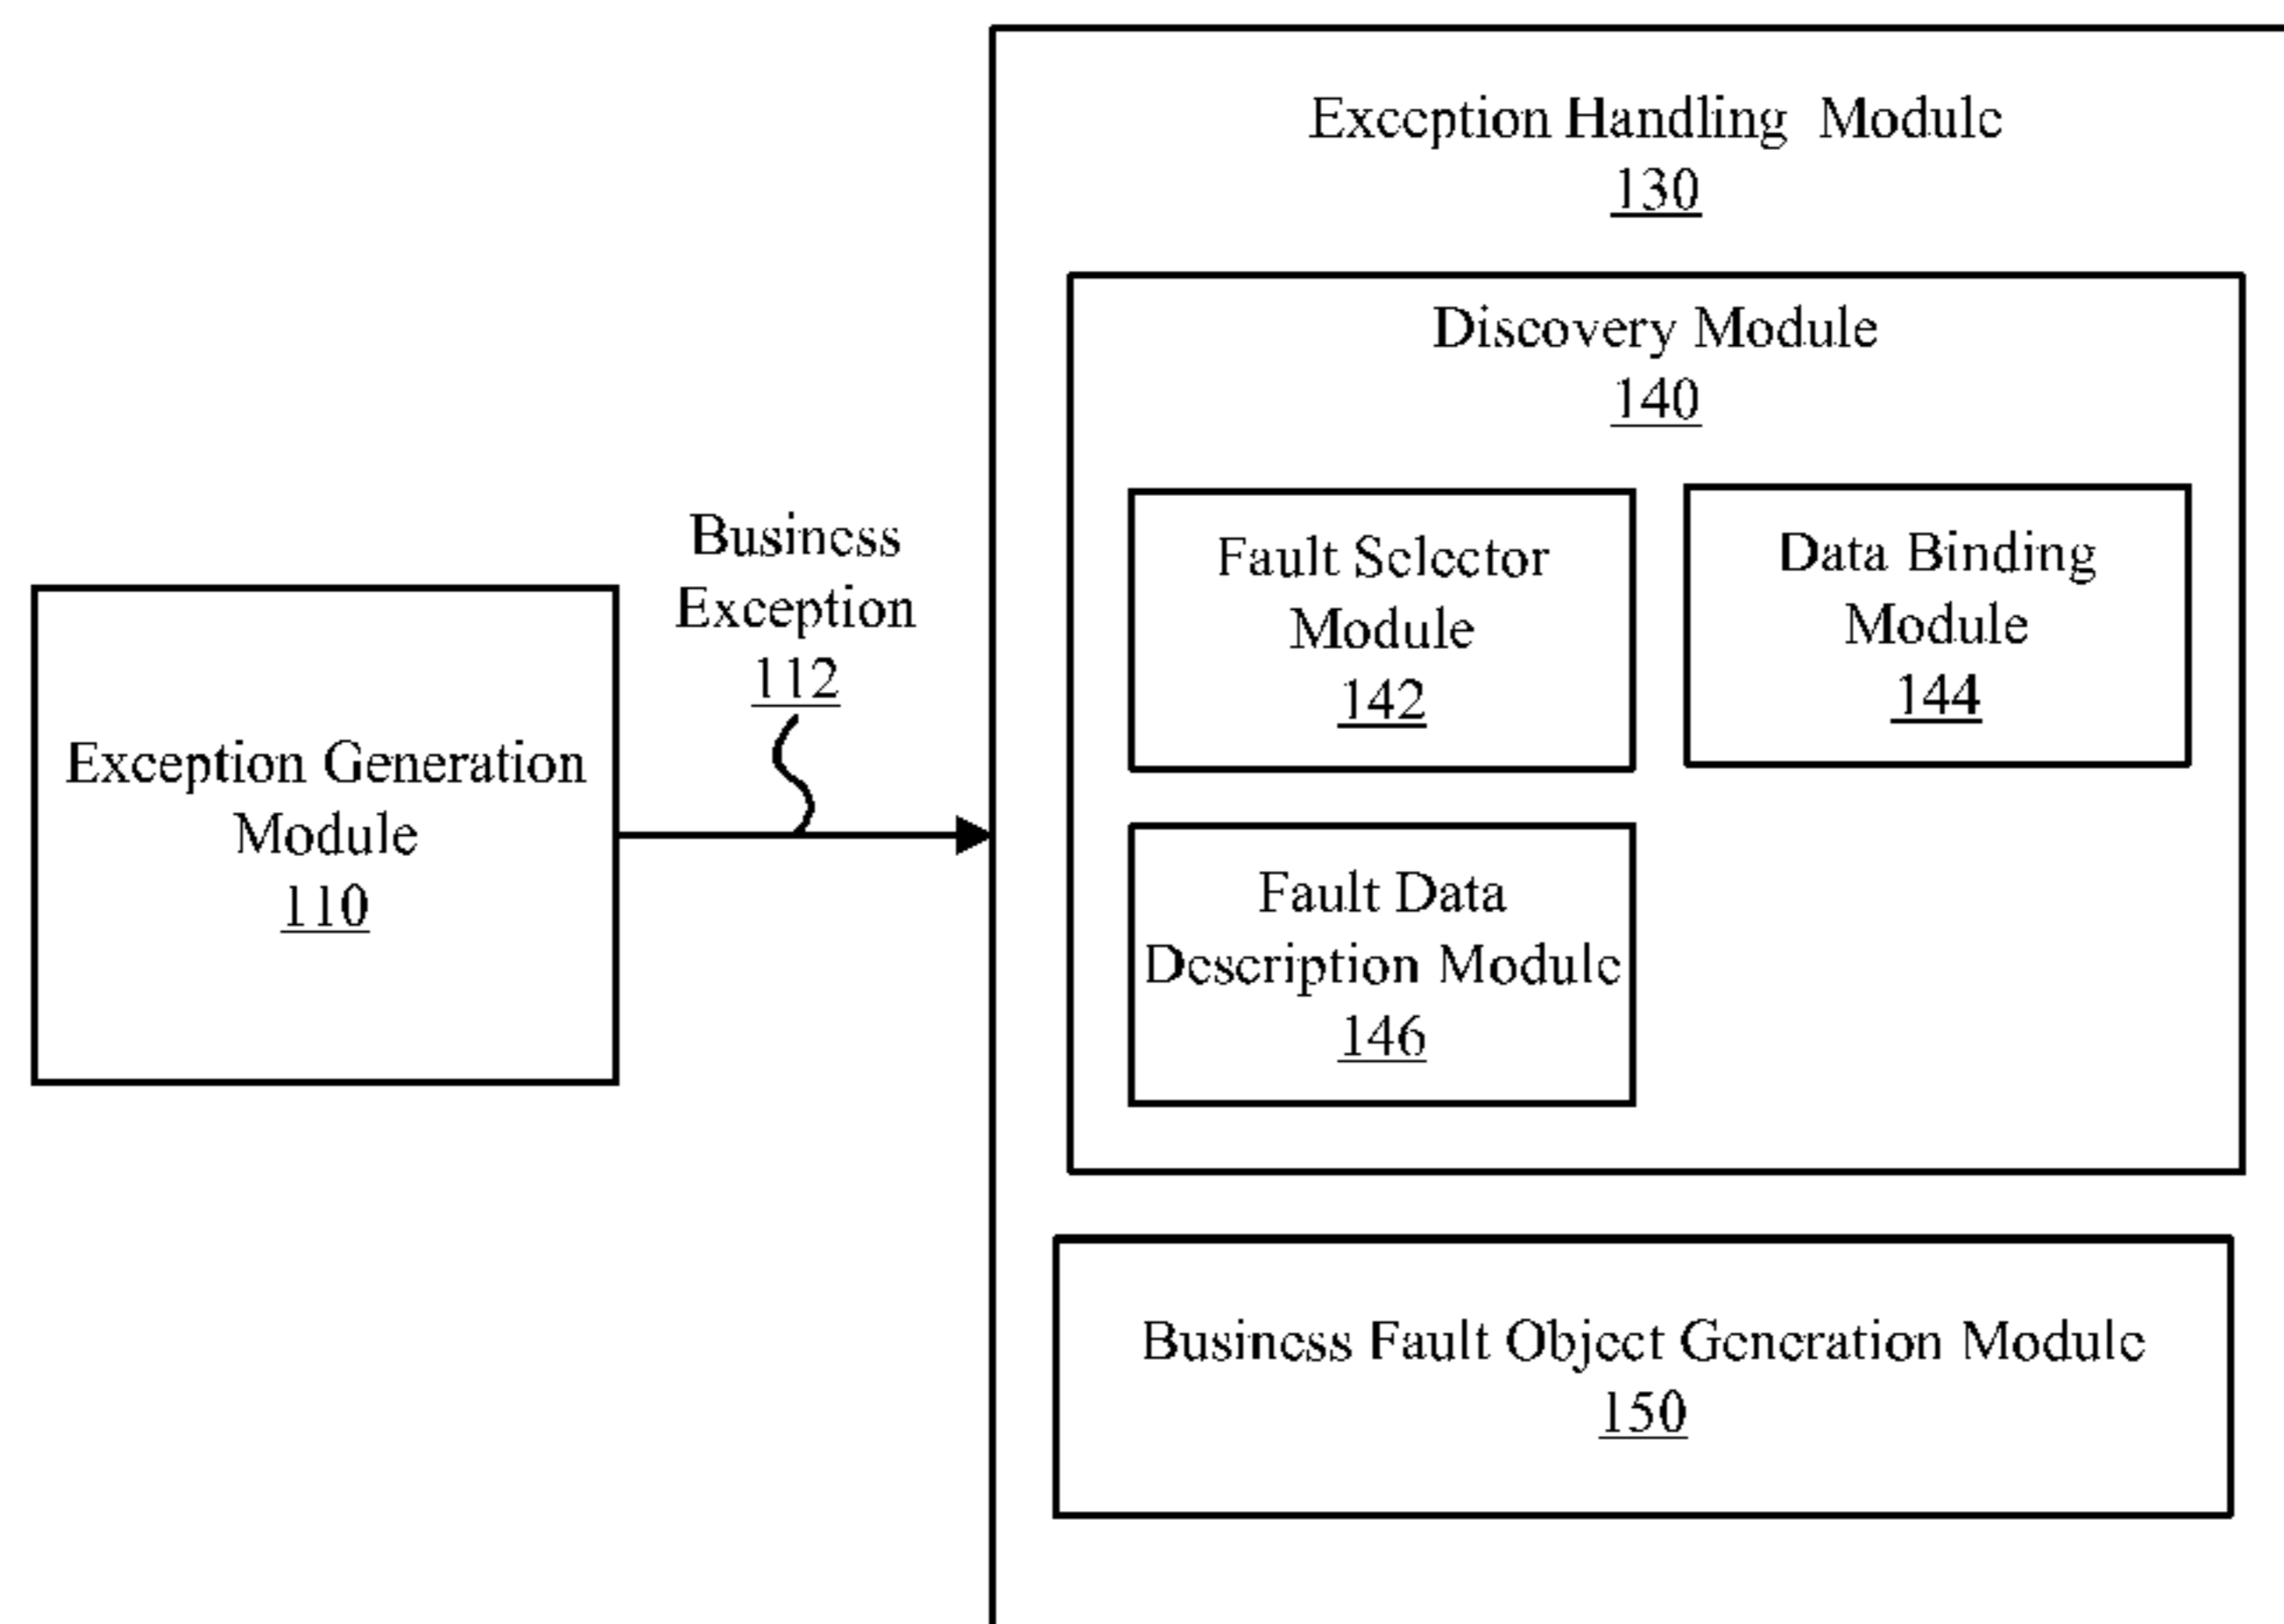 Exception Handling Module
130
Discovery Module
140
Fault Selector
Module
142
Data Binding
Module
144
Fault Data
Description Module
146
Business Fault Object Generation Module
150
Business
Exception
112
Exception Generation
Module
110